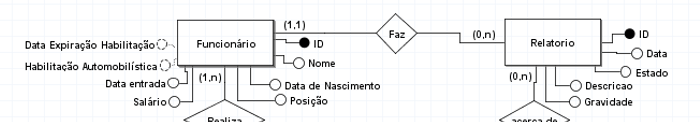 (1,1)
Faz
(0,n)
ID
Data Expiração Habilitação
Funcionário
ID
Relatorio
Data
Habilitação Automobilística
Nome
Estado
Data entrada
(1,n)
Data de Nascimento
(0,n)
Descricao
Salário
Posição
Gravidade
Realiza
acerca de